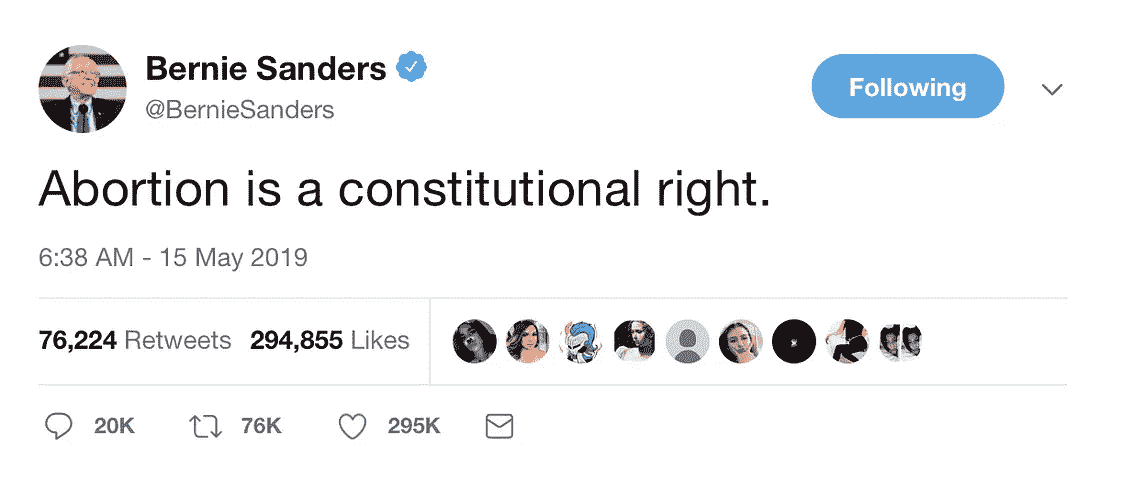 Bernie Sanders
@BernieSanders
Following
Abortion is a constitutional right.
6:38 AM - 15 May 2019
76,224 Retweets 294,855 Likes
20K 76K 295K